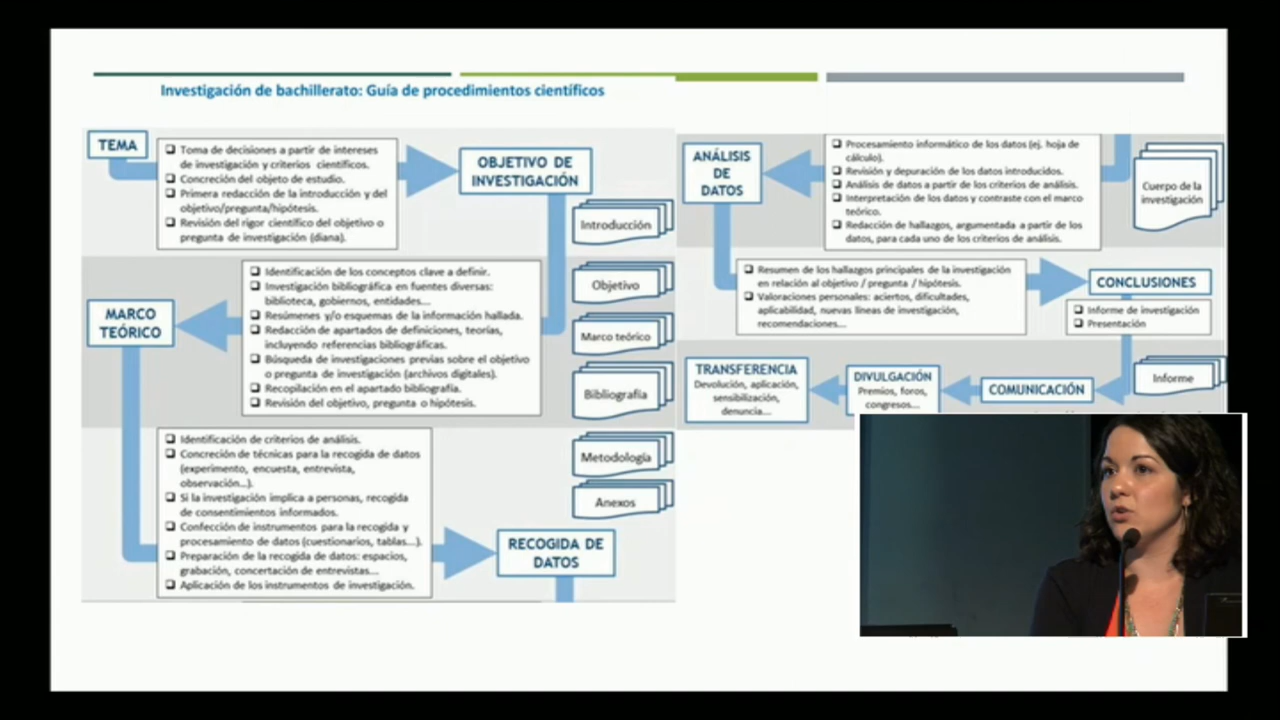 Investigación de bachillerato: Guía de procedimientos científicos
TEMA
Toma de decisiones a partir de intereses
de investigación y criterios científicos.
Concreción del objeto de estudio.
Primera redacción de la introducción y del
objetivo/pregunta/hipótesis.
Revisión del rigor científico del objetivo o
pregunta de investigación (diana).
OBJETIVO DE
INVESTIGACIÓN
Introducción
Objetivo
Marco teórico
Bibliografía
MARCO
TEÓRICO
Identificación de los conceptos clave a definir.
Investigación bibliográfica en fuentes diversas:
biblioteca, gobiernos, entidades...
Resúmenes y/o esquemas de la información hallada.
Redacción de apartados de definiciones, teorías,
incluyendo referencias bibliográficas.
Búsqueda de investigaciones previas sobre el objetivo
o pregunta de investigación (archivos digitales).
Recopilación en el apartado bibliografía.
Revisión del objetivo, pregunta o hipótesis.
Identificación de criterios de análisis.
Concreción de técnicas para la recogida de datos
(experimento, encuesta, entrevista,
observación...).
Si la investigación implica a personas, recogida
de consentimientos informados.
Confección de instrumentos para la recogida y
procesamiento de datos (cuestionarios, tablas...).
Preparación de la recogida de datos: espacios,
grabación, concertación de entrevistas...
Aplicación de los instrumentos de investigación.
Metodología
Anexos
RECOGIDA DE
DATOS
ANÁLISIS
DE
DATOS
Procesamiento informático de los datos (ej. hoja de
cálculo).
Revisión y depuración de los datos introducidos.
Análisis de datos a partir de los criterios de análisis.
Interpretación de los datos y contraste con el marco
teórico.
Redacción de hallazgos, argumentada a partir de los
datos, para cada uno de los criterios de análisis.
Cuerpo de la
investigación
Resumen de los hallazgos principales de la investigación
en relación al objetivo / pregunta / hipótesis.
Valoraciones personales: aciertos, dificultades,
aplicabilidad, nuevas líneas de investigación,
recomendaciones...
CONCLUSIONES
Informe de investigación
Presentación
Informe
COMUNICACIÓN
DIVULGACIÓN
Premios, foros,
congresos...
TRANSFERENCIA
Devolución, aplicación,
sensibilización,
denuncia...